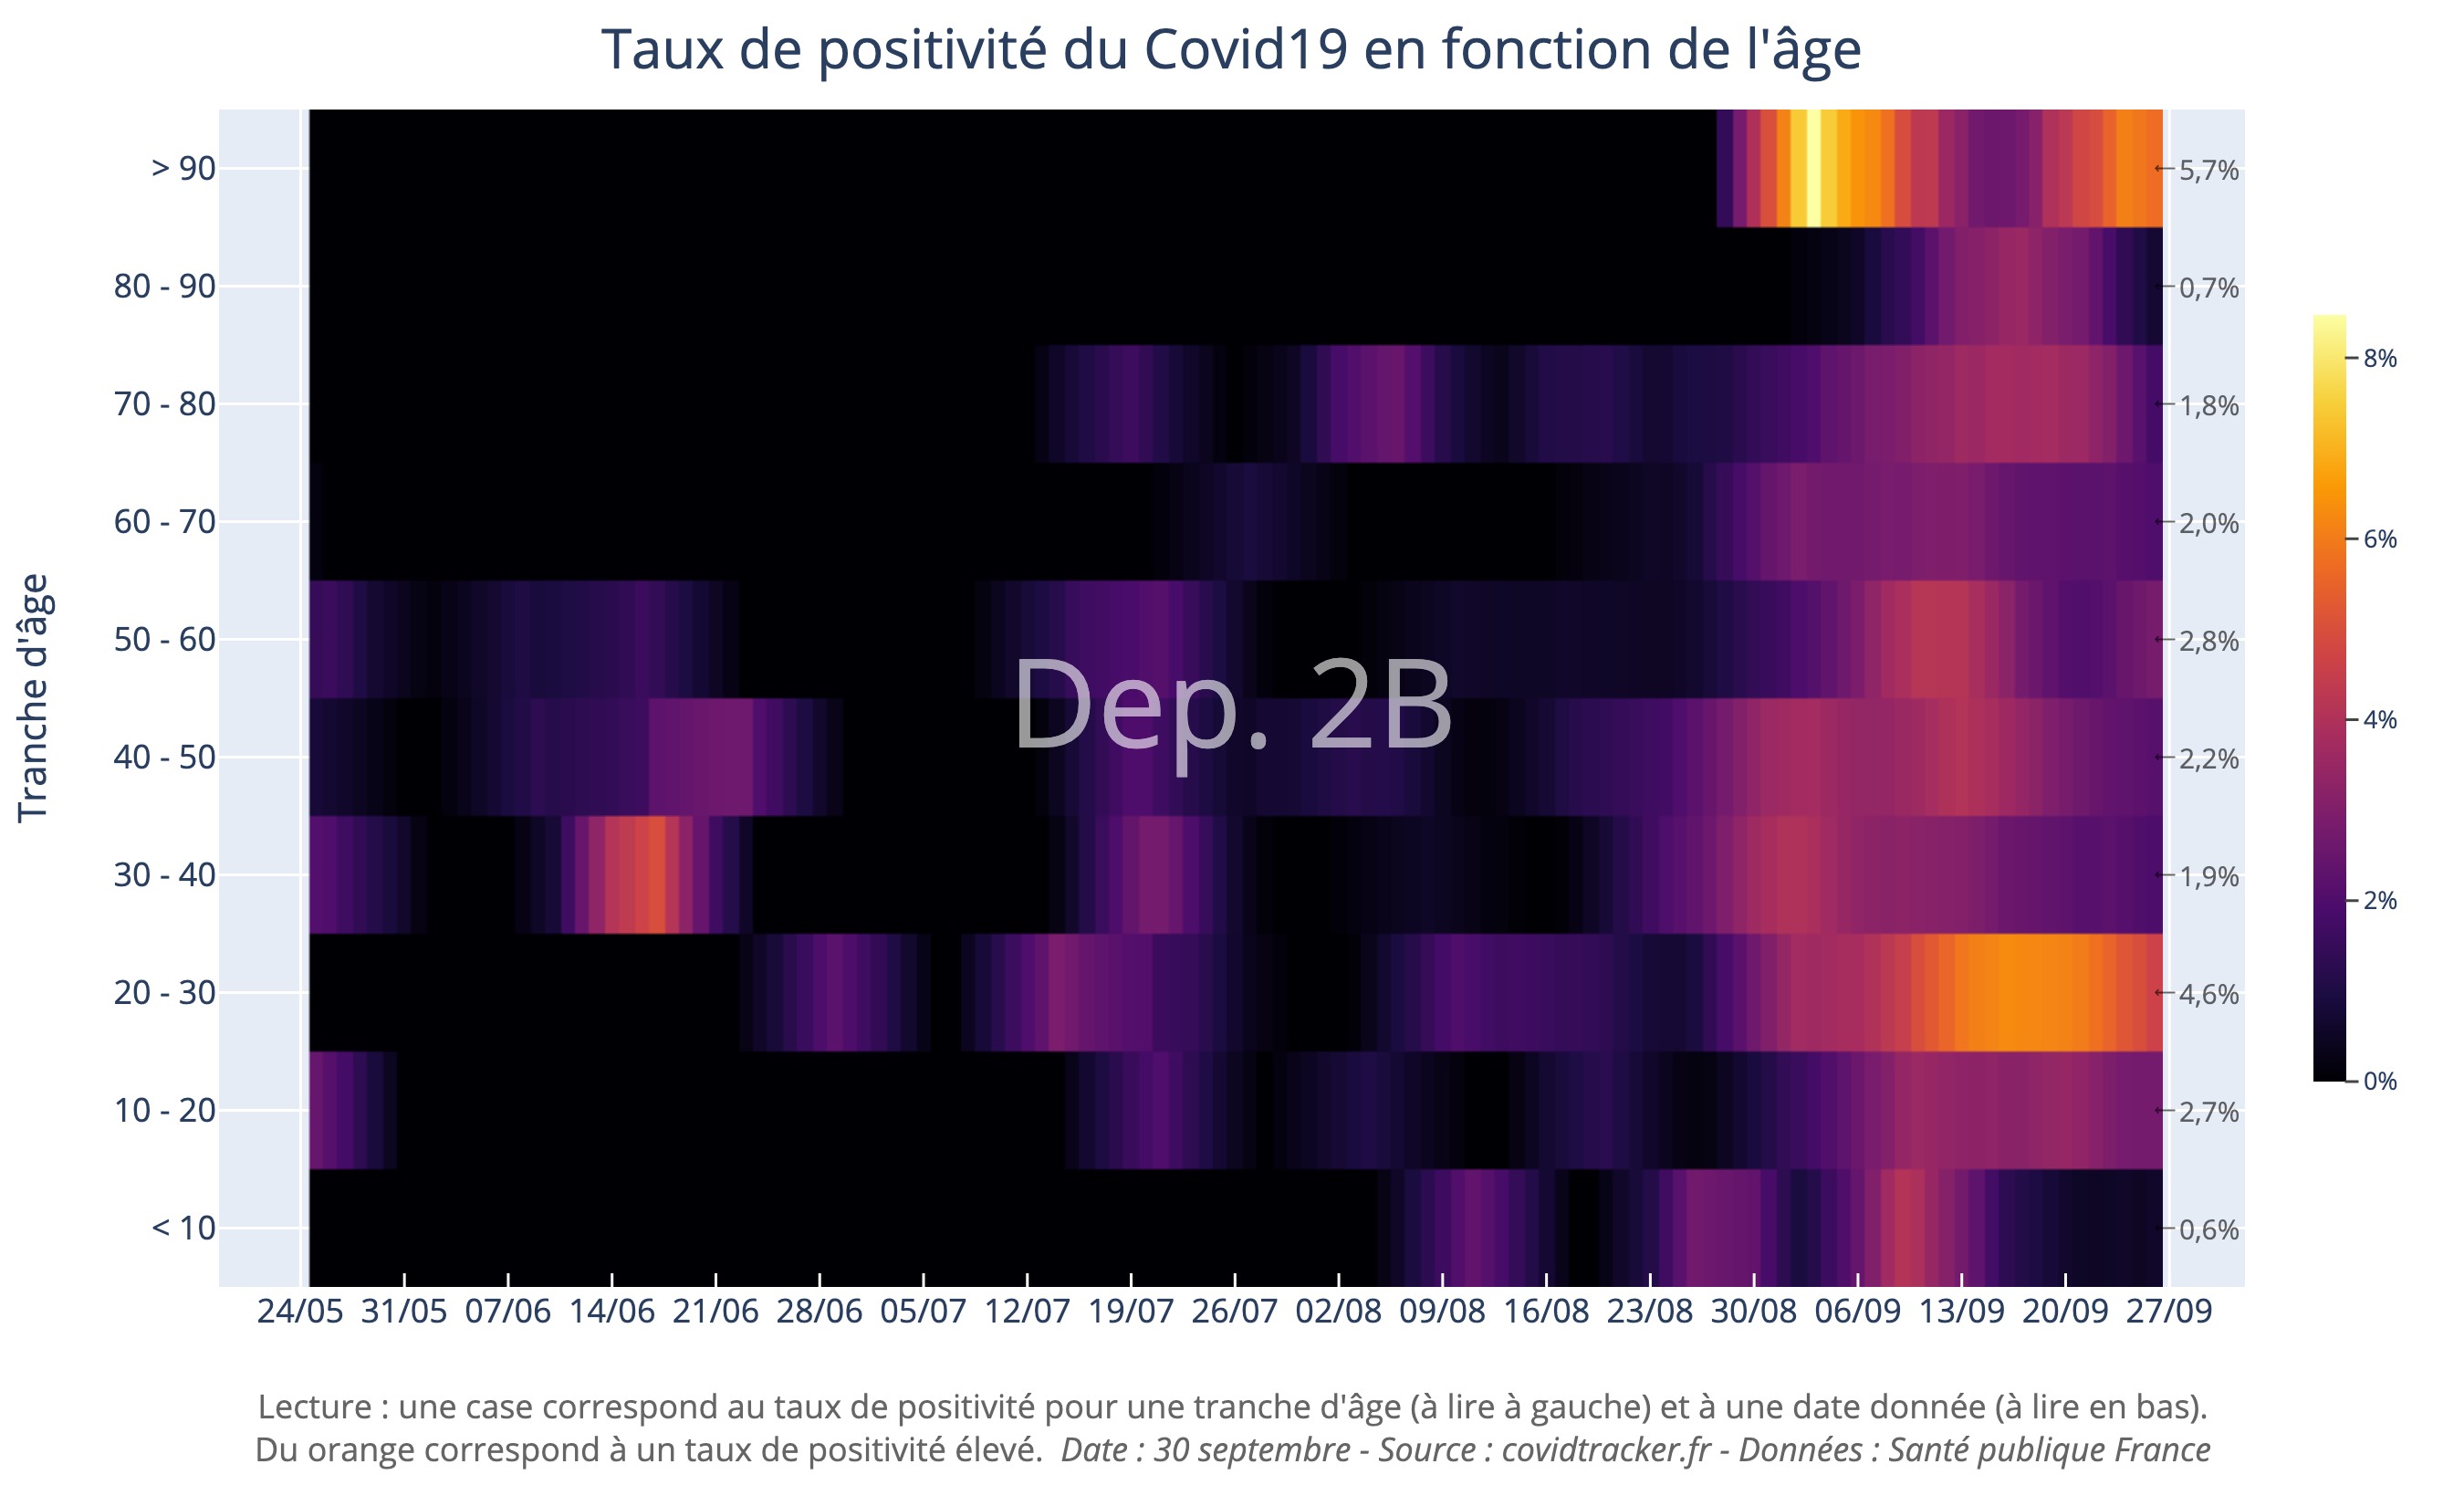 Taux de positivité du Covid19 en fonction de l'âge
Tranche d'âge
> 90
80 - 90
70 - 80
60 - 70
50 - 60
40 - 50
30 - 40
20 - 30
10 - 20
< 10
Dep. 2B
5,7%
0,7%
1,8%
2,0%
2,8%
2,2%
1,9%
4,6%
2,7%
0,6%
8%
6%
4%
2%
0%
24/05 31/05 07/06 14/06 21/06 28/06 05/07 12/07 19/07 26/07 02/08 09/08 16/08 23/08 30/08 06/09 13/09 20/09 27/09
Lecture : une case correspond au taux de positivité pour une tranche d'âge (à lire à gauche) et à une date donnée (à lire en bas).
Du orange correspond à un taux de positivité élevé. Date : 30 septembre - Source : covidtracker.fr - Données : Santé publique France